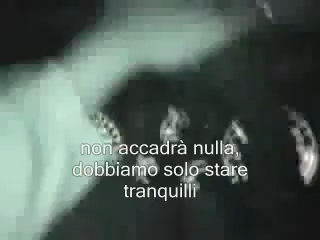 non accadrà nulla,
dobbiamo solo stare
tranquilli